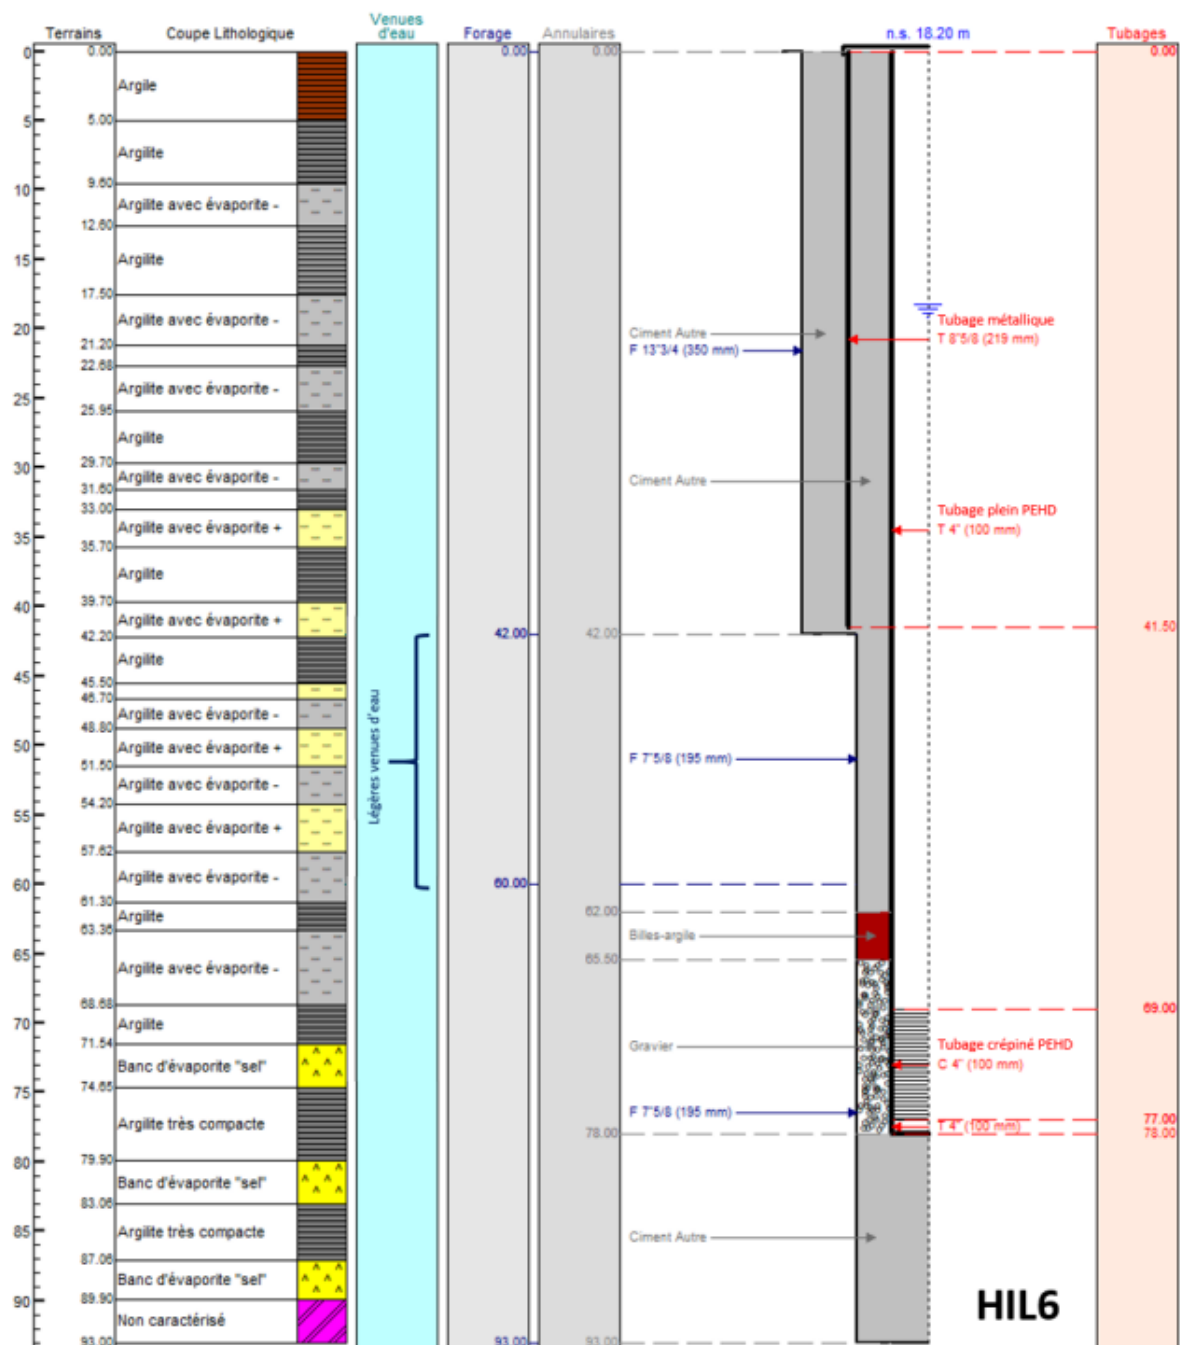 Terrains
Coupe Lithologique
Venues
d'eau
Forage
Annulaires
n.s. 18.20 m
Tubages
0
5
10
15
20
25
30
35
40
45
50
55
60
65
70
75
80
85
90
0.00
Argile
5.00
Argilite
9.60
Argilite avec évaporite -
12.60
Argilite
17.50
Argilite avec évaporite -
21.20
22.68
Argilite avec évaporite -
25.95
Argilite
29.70
Argilite avec évaporite -
31.60
33.00
Argilite avec évaporite +
35.70
Argilite
39.70
Argilite avec évaporite +
42.20
Argilite
45.50
46.70
Argilite avec évaporite -
48.80
Argilite avec évaporite +
51.50
Argilite avec évaporite -
54.20
Argilite avec évaporite +
57.62
Argilite avec évaporite -
61.30
Argilite
63.36
Argilite avec évaporite -
68.68
Argilite
71.54
Banc d'évaporite "sel"
74.65
Argilite très compacte
79.90
Banc d'évaporite "sel"
83.06
Argilite très compacte
87.06
Banc d'évaporite "sel"
89.90
Non caractérisé
93.00
Légères venues d'eau
0.00
42.00
60.00
93.00
0.00
42.00
62.00
65.50
78.00
93.00
Ciment Autre
F 13"3/4 (350 mm)
Ciment Autre
F 7"5/8 (195 mm)
Billes-argile
Gravier
F 7"5/8 (195 mm)
Ciment Autre
Tubage métallique
T 8"5/8 (219 mm)
Tubage plein PEHD
T 4" (100 mm)
Tubage crépiné PEHD
C 4" (100 mm)
T 4" (100 mm)
0.00
41.50
69.00
77.00
78.00
HIL6